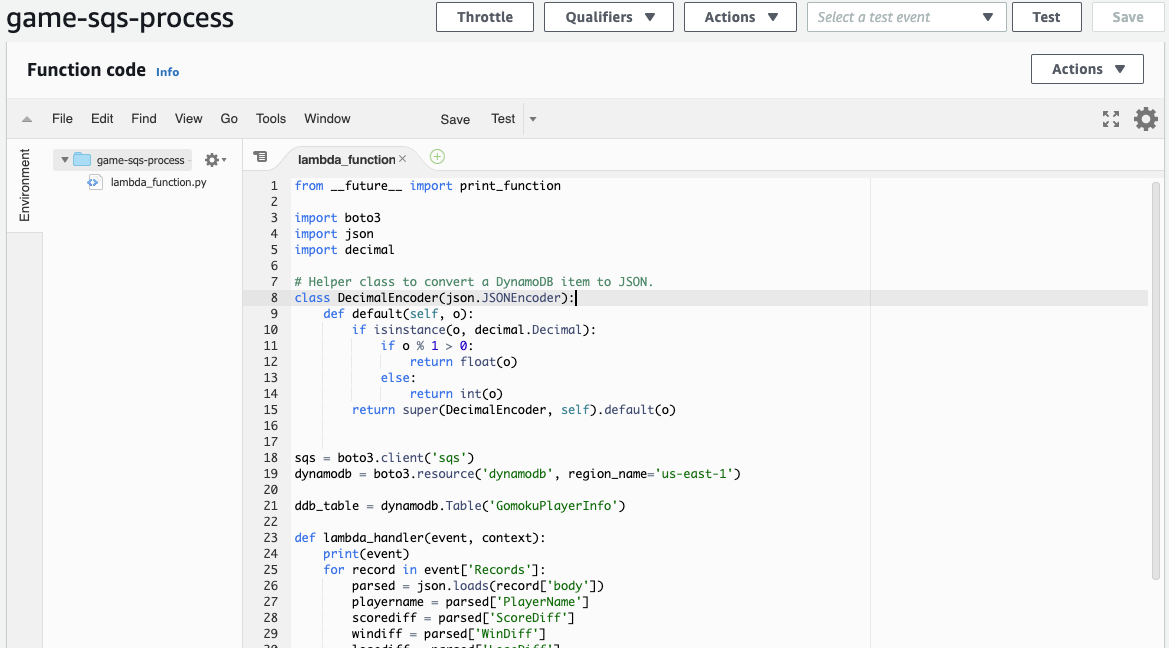 game-sqs-process
Throttle
Qualifiers
Actions
Select a test event
Test
Save
Function code Info
Actions
File Edit Find View Go Tools Window Save Test
Environment
game-sqs-process
lambda_function.py
lambda_function
1 from __future__ import print_function
2
3 import boto3
4 import json
5 import decimal
6
7 # Helper class to convert a DynamoDB item to JSON.
8 class DecimalEncoder(json.JSONEncoder):
9     def default(self, o):
10         if isinstance(o, decimal.Decimal):
11             if o % 1 > 0:
12                 return float(o)
13             else:
14                 return int(o)
15         return super(DecimalEncoder, self).default(o)
16
17
18 sqs = boto3.client('sqs')
19 dynamodb = boto3.resource('dynamodb', region_name='us-east-1')
20
21 ddb_table = dynamodb.Table('GomokuPlayerInfo')
22
23 def lambda_handler(event, context):
24     print(event)
25     for record in event['Records']:
26         parsed = json.loads(record['body'])
27         playername = parsed['PlayerName']
28         scorediff = parsed['ScoreDiff']
29         windiff = parsed['WinDiff']